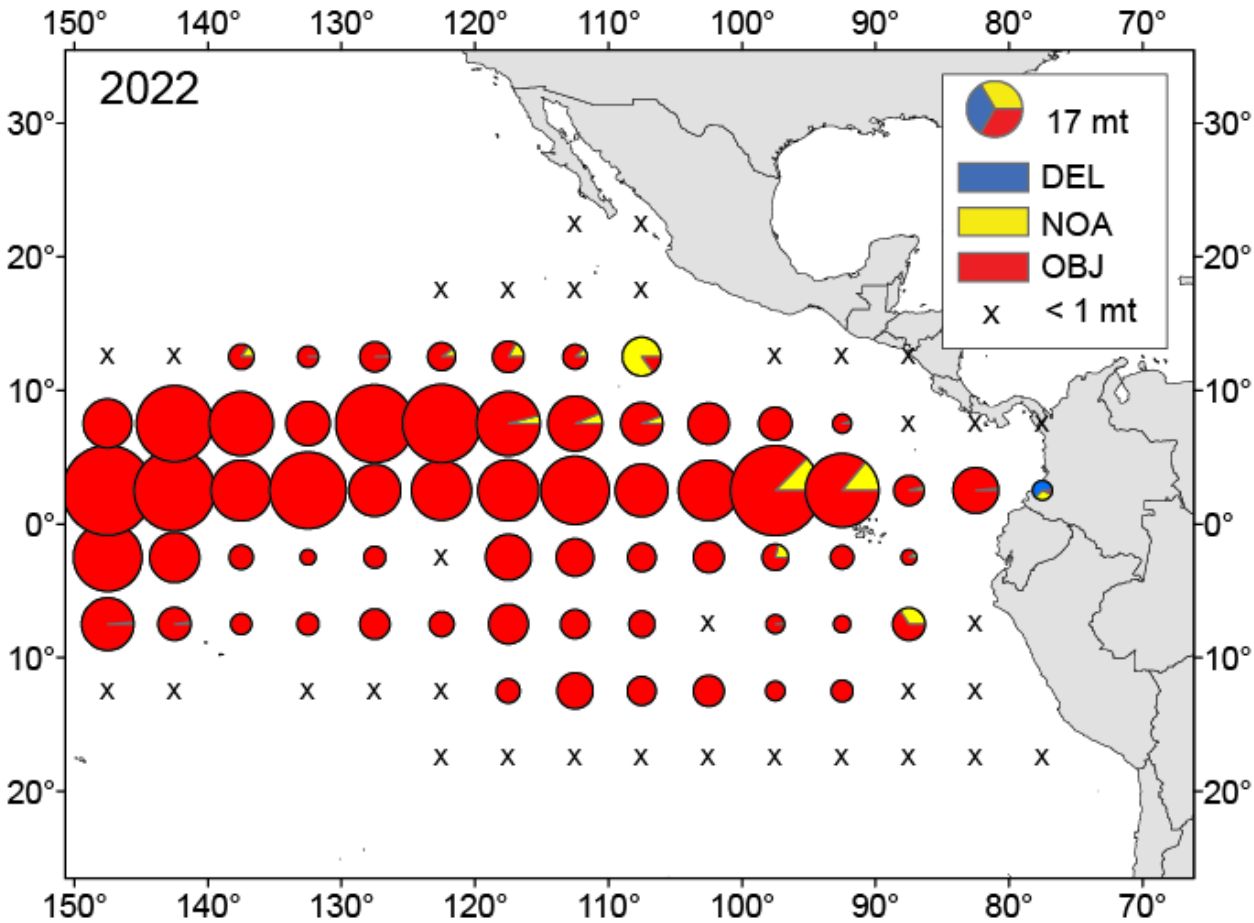 150° 140° 130° 120° 110° 100° 90° 80° 70°
2022
17 mt
30° 30°
DEL
NOA
OBJ
x x
20° 20°
x x x x
x < 1 mt
x x x x x
10° 10°
x x x
0° 0°
x
x x
10° 10°
x x x x x x x
x x x x x x x x x x
20° 20°
150° 140° 130° 120° 110° 100° 90° 80° 70°